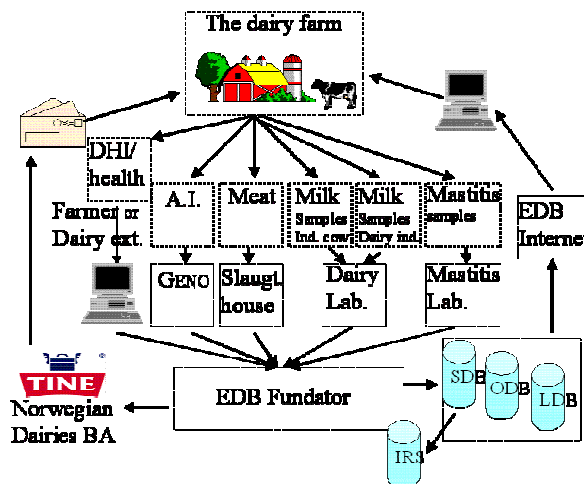 The dairy farm
DHI/
health
A.I.
Meat
Milk
Samples
Ind. cow
Milk
Samples
Dairy ind.
Mastitis
samples
Farmer or
Dairy ext.
EDB
Internet
GENO
Slaugt.
house
Dairy
Lab.
Mastitis
Lab.
TINE
Norwegian
Dairies BA
EDB Fundator
SDB
ODB
LDB
IRS